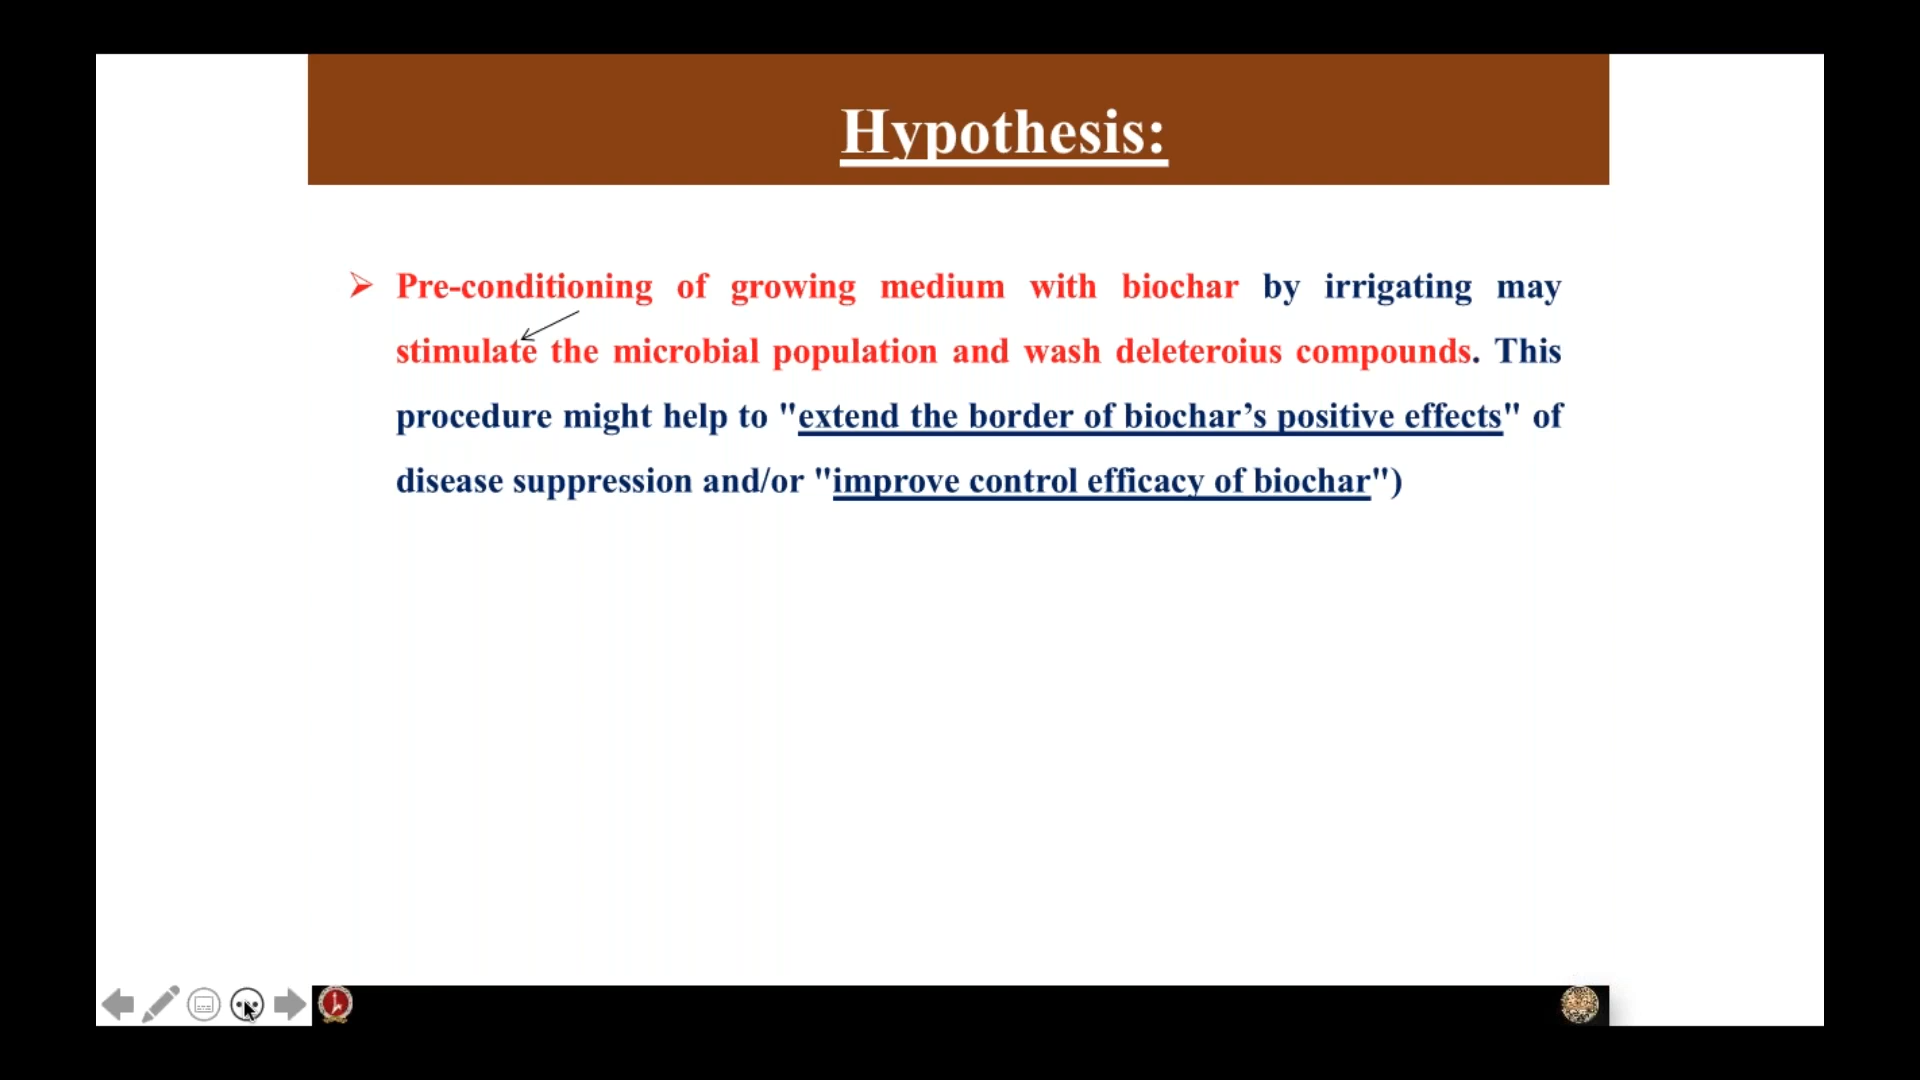 Hypothesis:
Pre-conditioning of growing medium with biochar by irrigating may
stimulate the microbial population and wash deleteroius compounds. This
procedure might help to "extend the border of biochar’s positive effects" of
disease suppression and/or "improve control efficacy of biochar")